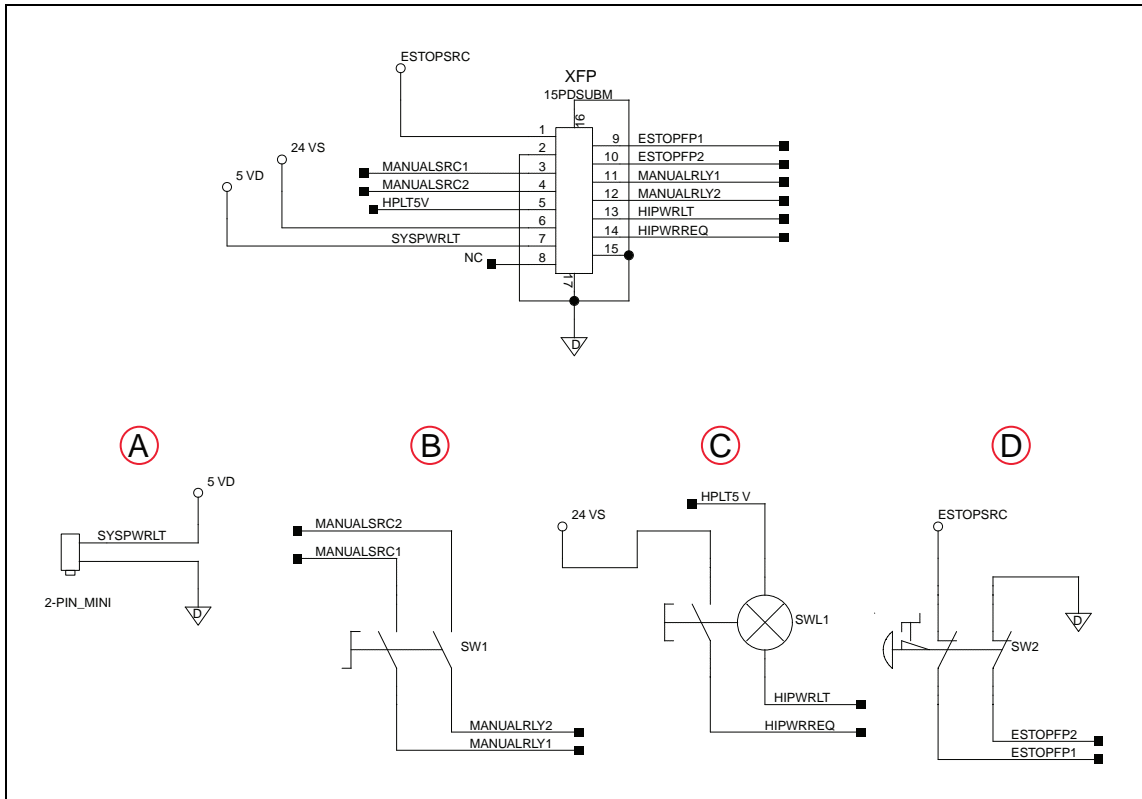 ESTOPSRC
XFP
15PDSUBM
16
1
2
3
4
5
6
7
8
9 ESTOPFP1
10 ESTOPFP2
11 MANUALRLY1
12 MANUALRLY2
13 HIPWRLT
14 HIPWRREQ
15
24 VS
5 VD
MANUALSRC1
MANUALSRC2
HPLT5V
SYSPWRLT
NC
17
D
A
B
C
D
5 VD
SYSPWRLT
2-PIN_MINI
D
MANUALSRC2
MANUALSRC1
SW1
MANUALRLY2
MANUALRLY1
HPLT5 V
24 VS
SWL1
HIPWRLT
HIPWRREQ
ESTOPSRC
D
SW2
ESTOPFP2
ESTOPFP1